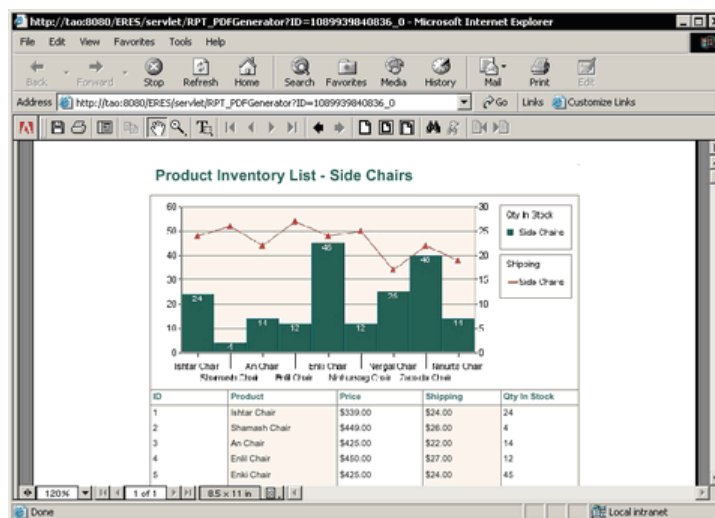 http://tao:8080/ERES/servlet/RPT_PDFGenerator?ID=1089939840836_0 - Microsoft Internet Explorer
File Edit View Favorites Tools Help
Back Forward Stop Refresh Home Search Favorites Media History Mail Print Edit
Address http://tao:8080/ERES/servlet/RPT_PDFGenerator?ID=1089939840836_0 Go Links Customize Links
Product Inventory List - Side Chairs
60 30
50 25
40 20
30 15
20 10
10 5
0 0
24 4 14 12 45 12 25 40 14
Qty In Stock
Side Chairs
Shipping
Side Chairs
Ishtar Chair An Chair Enki Chair Nergal Chair Ninurta Chair
Shamash Chair Enlil Chair Ninhursag Chair Chair
ID Product Price Shipping Qty In Stock
1 Ishtar Chair $339.00 $24.00 24
2 Shamash Chair $449.00 $26.00 4
3 An Chair $425.00 $22.00 14
4 Enlil Chair $450.00 $27.00 12
5 Enki Chair $425.00 $24.00 45
120% 1 of 1 8.5 x 11 in
Done Local intranet